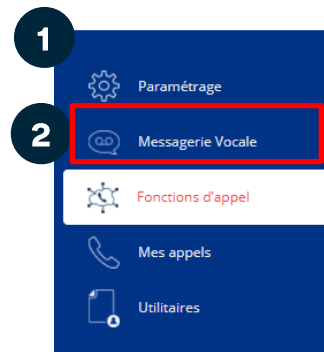 1
Paramétrage
2
Messagerie Vocale
Fonctions d'appel
Mes appels
Utilitaires